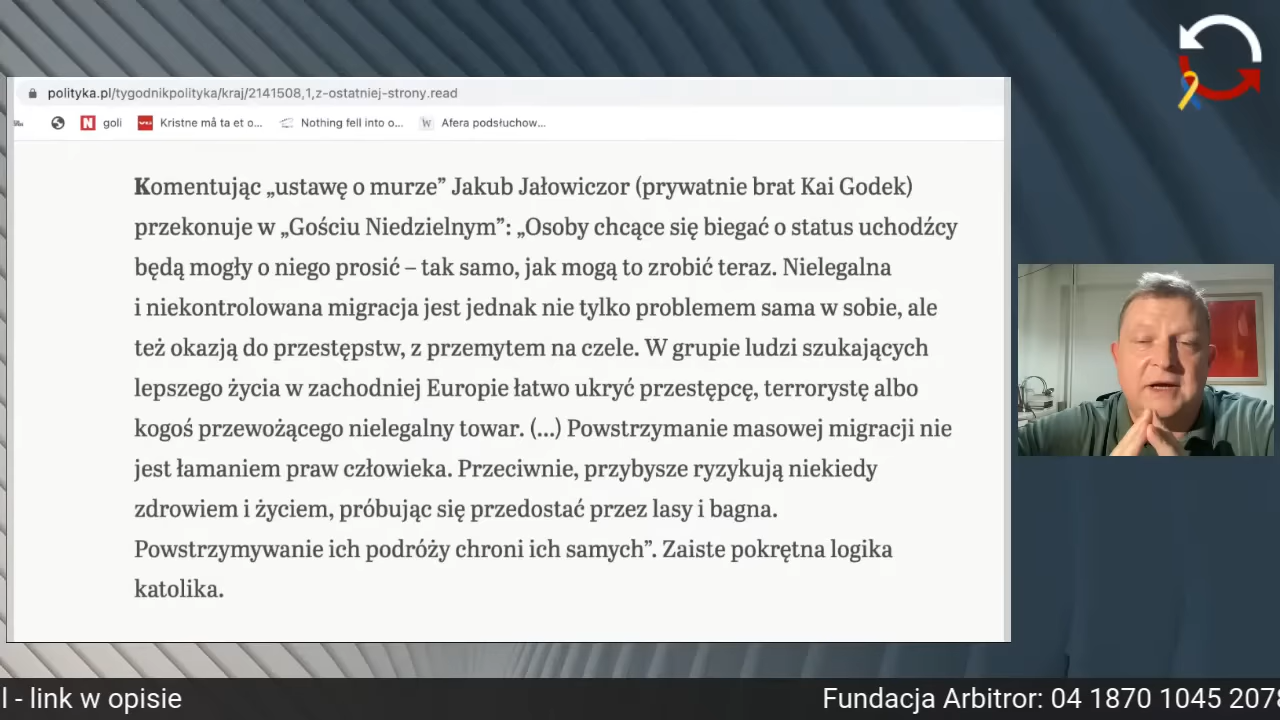 polityka.pl/tygodnikpolityka/kraj/2141508,1,z-ostatniej-strony.read
N goli Kristne må ta et o... Nothing fell into o... W Afera podsłuchow...
Komentując „ustawę o murze” Jakub Jałowiczor (prywatnie brat Kai Godek)
przekonuje w „Gościu Niedzielnym”: „Osoby chcące się biegać o status uchodźcy
będą mogły o niego prosić – tak samo, jak mogą to zrobić teraz. Nielegalna
i niekontrolowana migracja jest jednak nie tylko problemem sama w sobie, ale
też okazją do przestępstw, z przemytem na czele. W grupie ludzi szukających
lepszego życia w zachodniej Europie łatwo ukryć przestępcę, terrorystę albo
kogoś przewożącego nielegalny towar. (...) Powstrzymanie masowej migracji nie
jest łamaniem praw człowieka. Przeciwnie, przybysze ryzykują niekiedy
zdrowiem i życiem, próbując się przedostać przez lasy i bagna.
Powstrzymywanie ich podróży chroni ich samych”. Zaiste pokrętna logika
katolika.
l - link w opisie Fundacja Arbitror: 04 1870 1045 2078